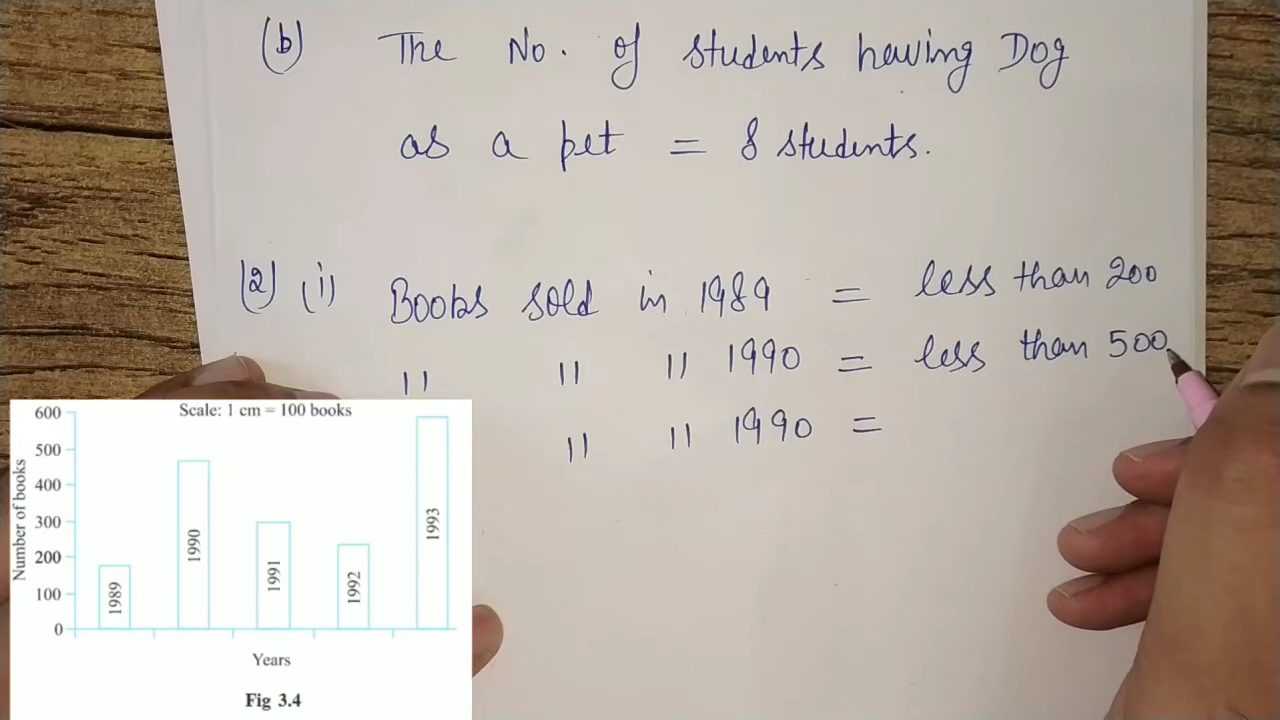 (b) The No. of students having Dog
as a pet = 8 students.
(2) (i) Books sold in 1989 = less than 200
" " " 1990 = less than 500
" " 1990 =
Scale: 1 cm = 100 books
Number of books
600
500
400
300
200
100
0
1989
1990
1991
1992
1993
Years
Fig 3.4